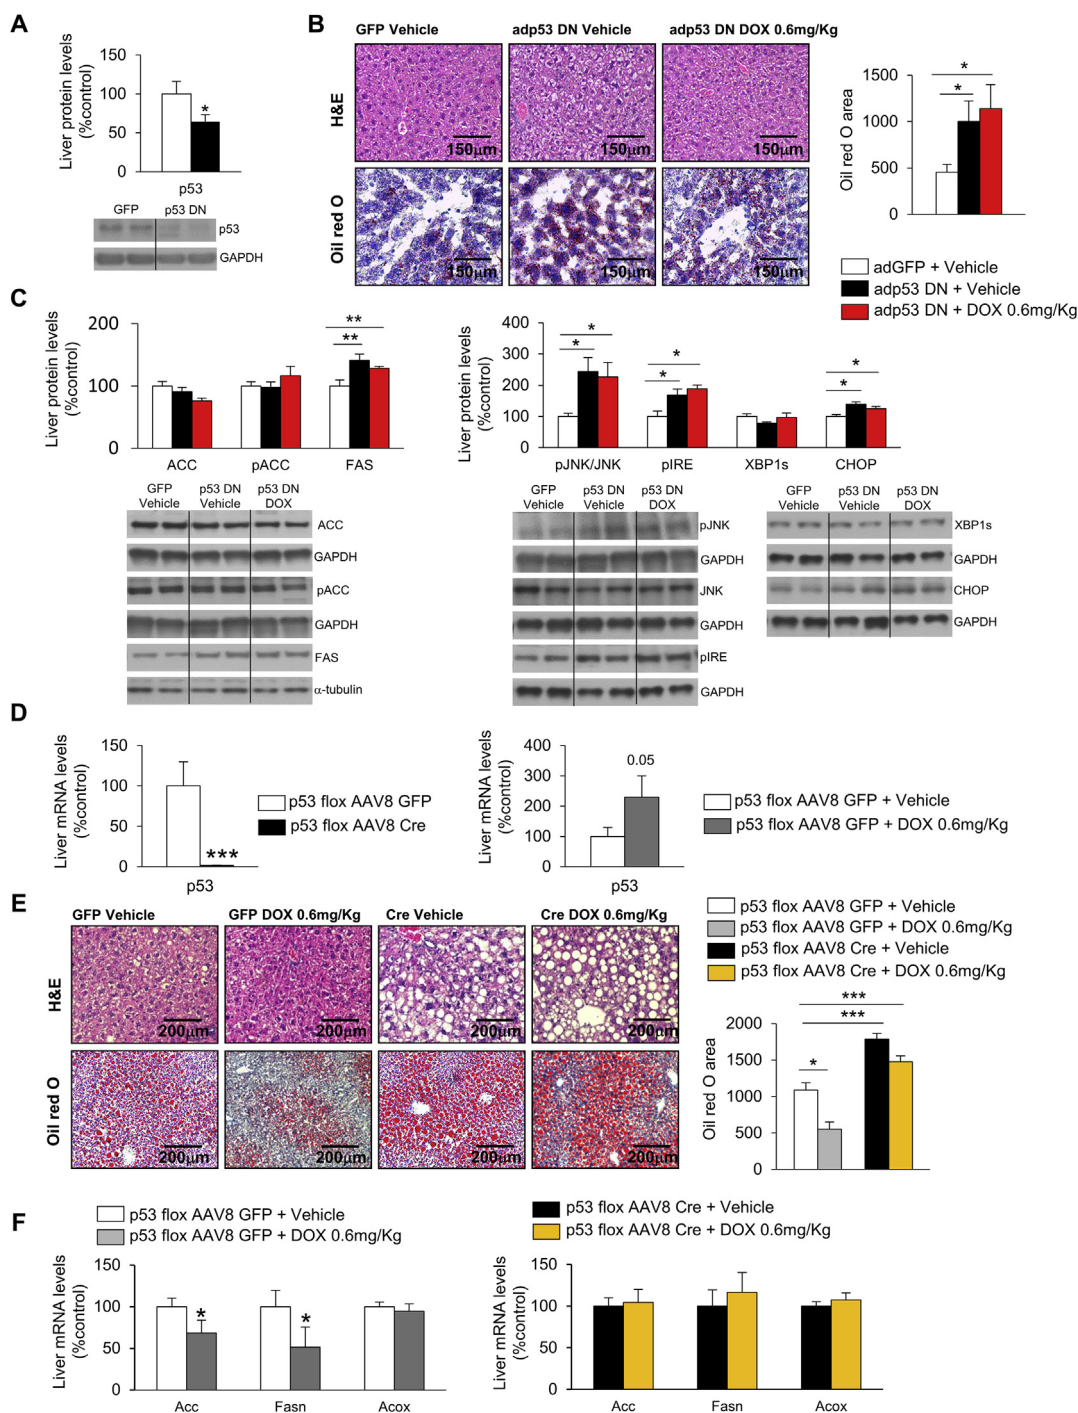 A
Liver protein levels
(%control)
150
100
50
0
*
p53
GFP p53 DN
p53
GAPDH
B
GFP Vehicle adp53 DN Vehicle adp53 DN DOX 0.6mg/Kg
H&E
150μm 150μm 150μm
Oil red O
150μm 150μm 150μm
Oil red O area
1500
1000
500
0
*
*
adGFP + Vehicle
adp53 DN + Vehicle
adp53 DN + DOX 0.6mg/Kg
C
Liver protein levels
(%control)
200
100
0
**
**
ACC pACC FAS
GFP Vehicle p53 DN Vehicle p53 DN DOX
ACC
GAPDH
pACC
GAPDH
FAS
α-tubulin
Liver protein levels
(%control)
400
300
200
100
0
*
*
*
*
*
*
pJNK/JNK pIRE XBP1s CHOP
GFP Vehicle p53 DN Vehicle p53 DN DOX
pJNK
GAPDH
JNK
GAPDH
pIRE
GAPDH
GFP Vehicle p53 DN Vehicle p53 DN DOX
XBP1s
GAPDH
CHOP
GAPDH
D
Liver mRNA levels
(%control)
150
100
50
0
***
p53
p53 flox AAV8 GFP
p53 flox AAV8 Cre
Liver mRNA levels
(%control)
400
300
200
100
0
0.05
p53
p53 flox AAV8 GFP + Vehicle
p53 flox AAV8 GFP + DOX 0.6mg/Kg
E
GFP Vehicle GFP DOX 0.6mg/Kg Cre Vehicle Cre DOX 0.6mg/Kg
H&E
200μm 200μm 200μm 200μm
Oil red O
200μm 200μm 200μm 200μm
p53 flox AAV8 GFP + Vehicle
p53 flox AAV8 GFP + DOX 0.6mg/Kg
p53 flox AAV8 Cre + Vehicle
p53 flox AAV8 Cre + DOX 0.6mg/Kg
Oil red O area
2000
1500
1000
500
0
***
***
*
F
p53 flox AAV8 GFP + Vehicle
p53 flox AAV8 GFP + DOX 0.6mg/Kg
Liver mRNA levels
(%control)
150
100
50
0
*
*
Acc Fasn Acox
p53 flox AAV8 Cre + Vehicle
p53 flox AAV8 Cre + DOX 0.6mg/Kg
Liver mRNA levels
(%control)
150
100
50
0
Acc Fasn Acox